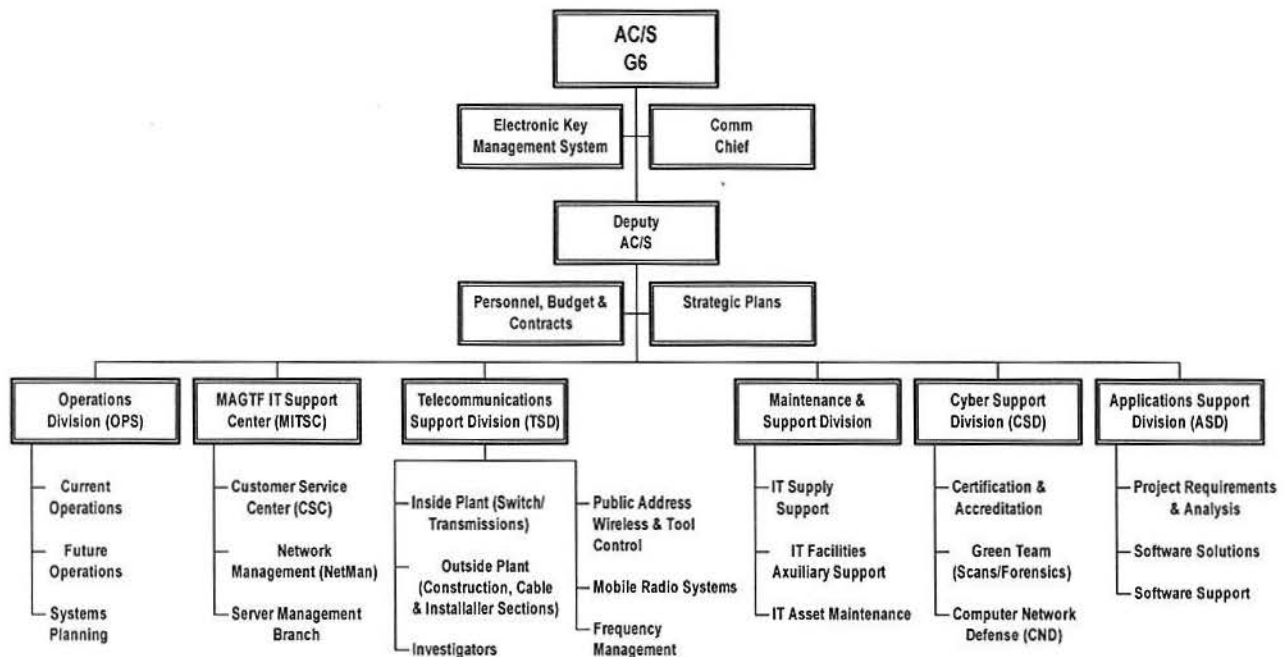 AC/S
G6
Electronic Key
Management System
Comm
Chief
Deputy
AC/S
Personnel, Budget &
Contracts
Strategic Plans
Operations
Division (OPS)
Current
Operations
Future
Operations
Systems
Planning
MAGTF IT Support
Center (MITSC)
Customer Service
Center (CSC)
Network
Management (NetMan)
Server Management
Branch
Telecommunications
Support Division (TSD)
Inside Plant (Switch/
Transmissions)
Outside Plant
(Construction, Cable
& Installaller Sections)
Investigators
Public Address
Wireless & Tool
Control
Mobile Radio Systems
Frequency
Management
Maintenance &
Support Division
IT Supply
Support
IT Facilities
Axuiliary Support
IT Asset Maintenance
Cyber Support
Division (CSD)
Certification &
Accreditation
Green Team
(Scans/Forensics)
Computer Network
Defense (CND)
Applications Support
Division (ASD)
Project Requirements
& Analysis
Software Solutions
Software Support